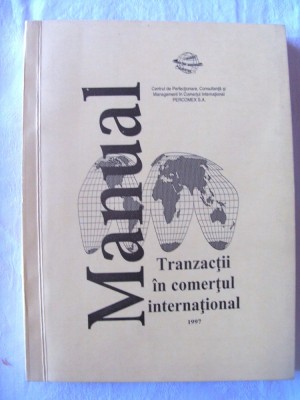 Centrul de Perfecționare, Consultanță și
Management în Comerțul Internațional
PERCOMEX S.A.
Manual
Tranzacții
în comerțul
internațional
1997